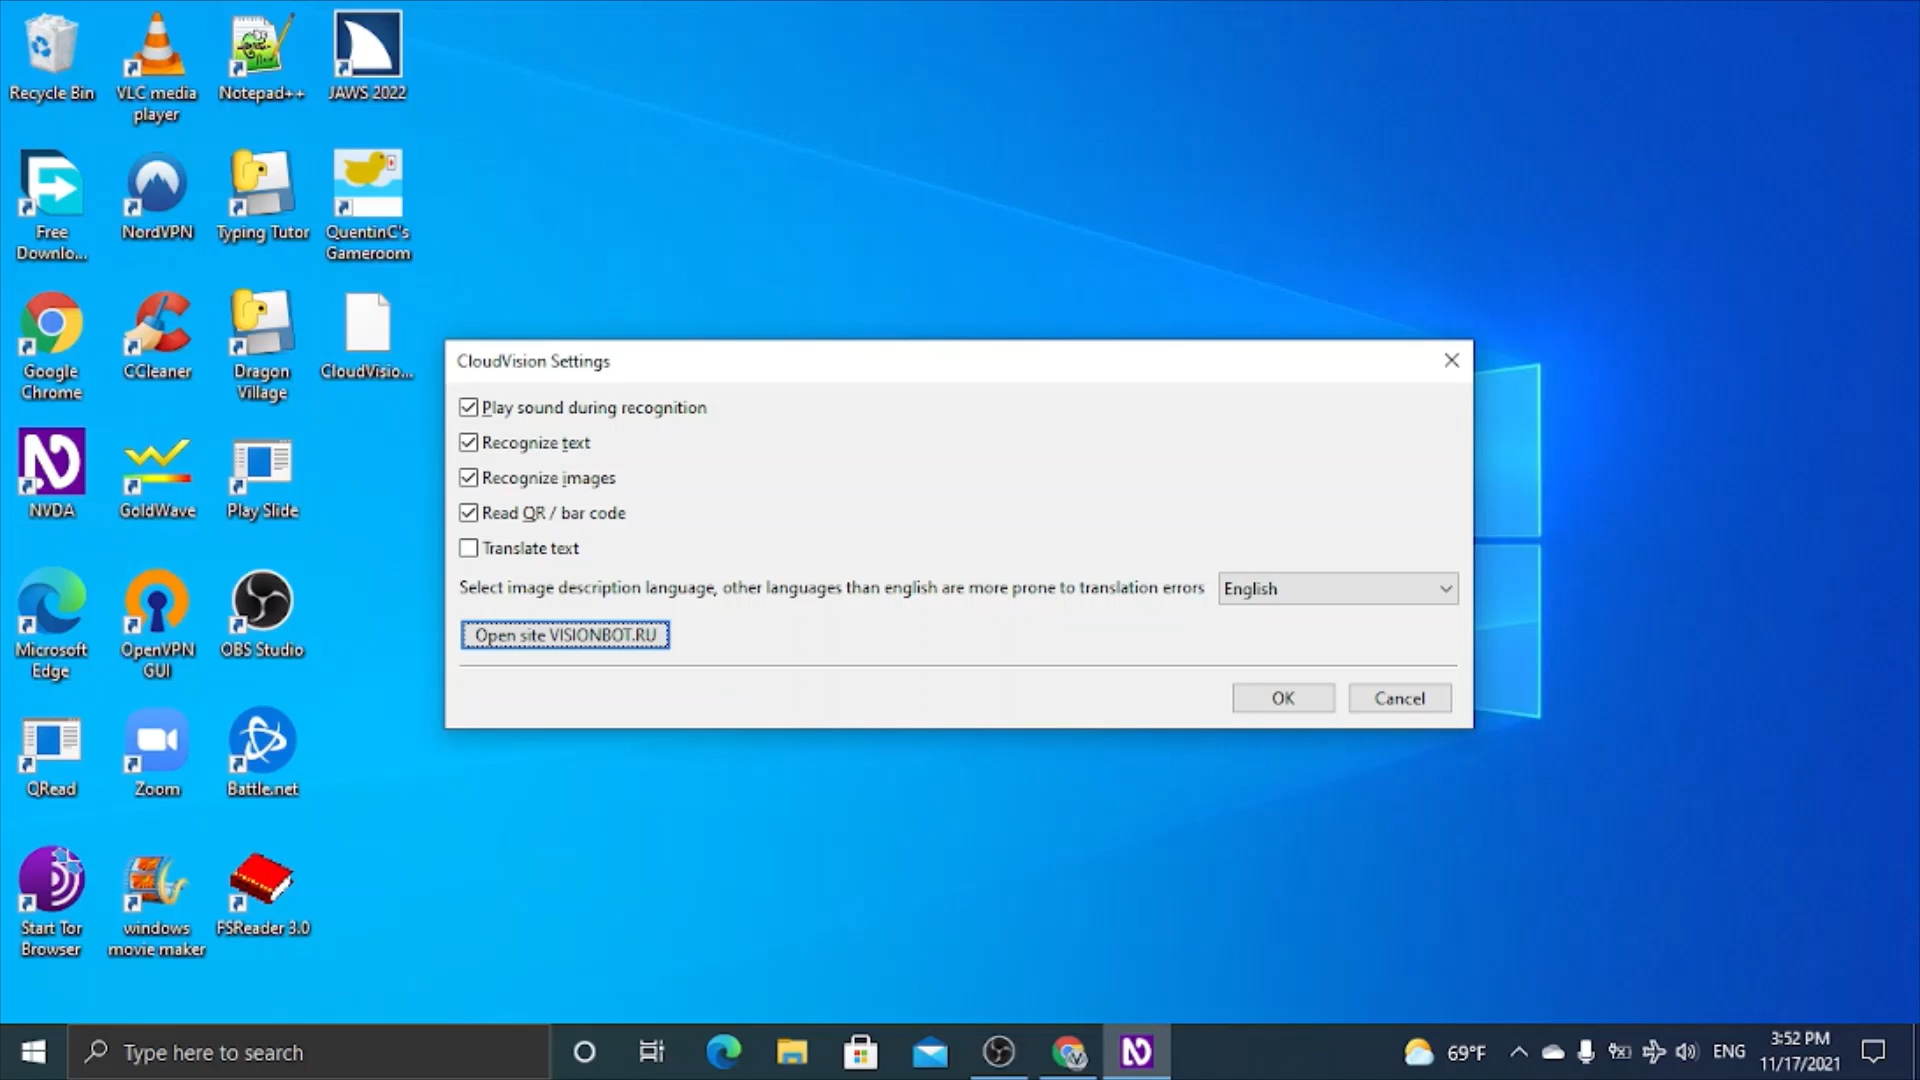 Recycle Bin
VLC media
player
Notepad++
JAWS 2022
Free
Downlo...
NordVPN
Typing Tutor
QuentinC's
Gameroom
Google
Chrome
CCleaner
Dragon
Village
CloudVisio...
NVDA
GoldWave
Play Slide
Microsoft
Edge
OpenVPN
GUI
OBS Studio
QRead
Zoom
Battle.net
Start Tor
Browser
windows
movie maker
FSReader 3.0
CloudVision Settings
Play sound during recognition
Recognize text
Recognize images
Read QR / bar code
Translate text
Select image description language, other languages than english are more prone to translation errors
English
Open site VISIONBOT.RU
OK
Cancel
Type here to search
69°F
ENG
3:52 PM
11/17/2021